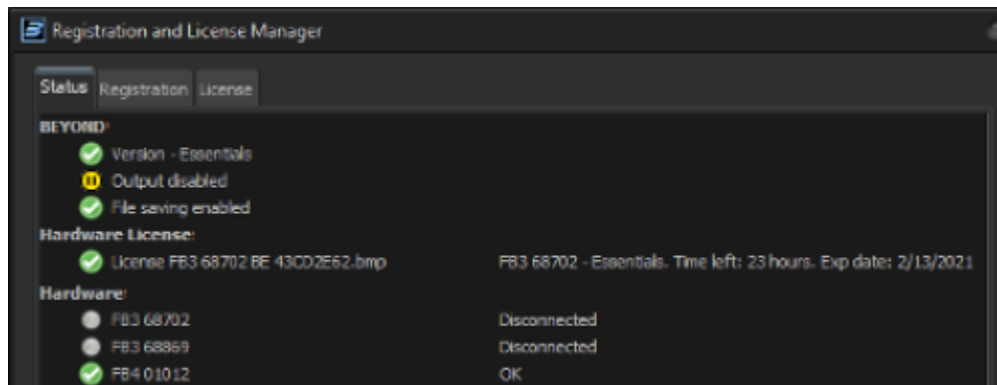 Registration and License Manager
Status Registration License
BEYOND:
Version - Essentials
Output disabled
File saving enabled
Hardware License:
License FB3 68702 BE 43CD2E62.bmp FB3 68702 - Essentials. Time left: 23 hours. Exp date: 2/13/2021
Hardware:
FB3 68702 Disconnected
FB3 68869 Disconnected
FB4 01012 OK